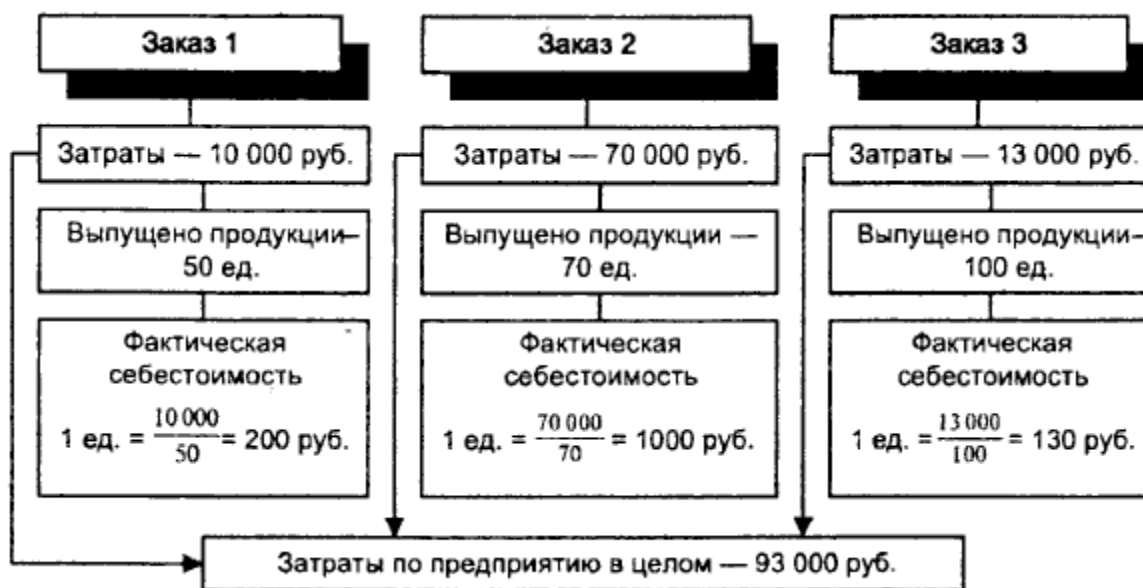 Заказ 1
Заказ 2
Заказ 3
Затраты — 10 000 руб.
Затраты — 70 000 руб.
Затраты — 13 000 руб.
Выпущено продукции–
50 ед.
Выпущено продукции —
70 ед.
Выпущено продукции–
100 ед.
Фактическая
себестоимость
1 ед. = 10 000/50 = 200 руб.
Фактическая
себестоимость
1 ед. = 70 000/70 = 1000 руб.
Фактическая
себестоимость
1 ед. = 13 000/100 = 130 руб.
Затраты по предприятию в целом — 93 000 руб.